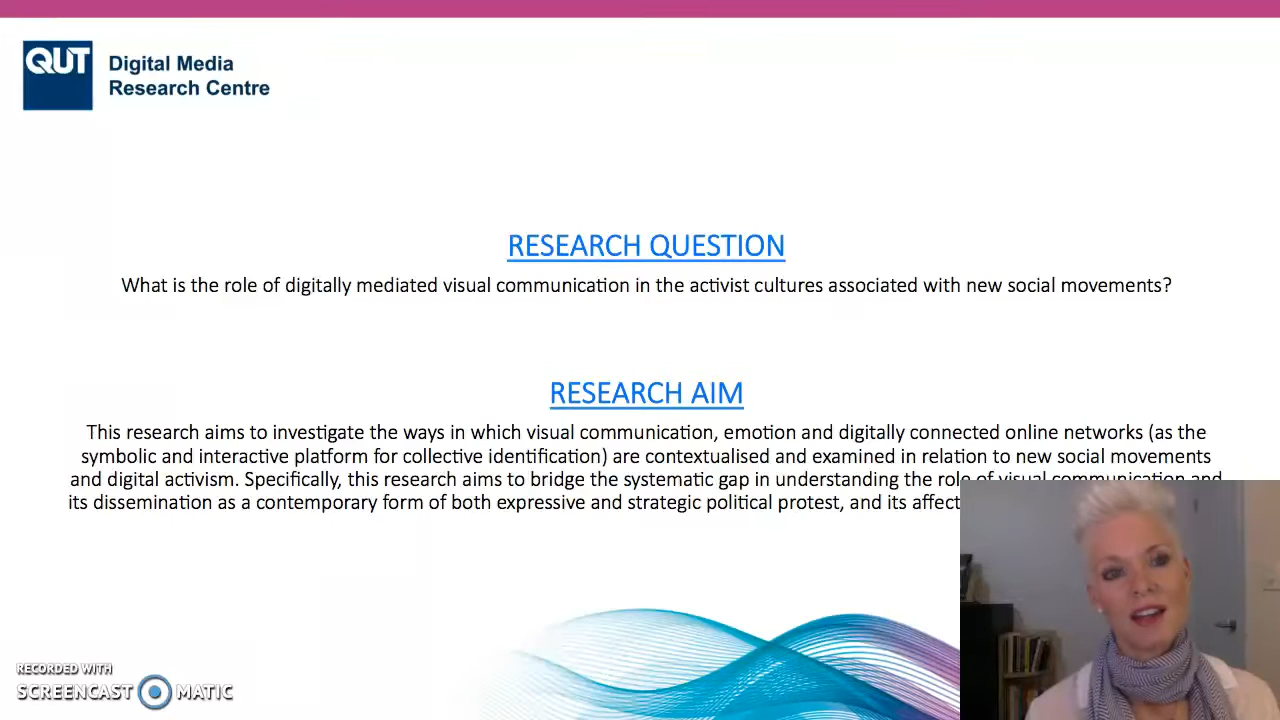 QUT
Digital Media
Research Centre
RESEARCH QUESTION
What is the role of digitally mediated visual communication in the activist cultures associated with new social movements?
RESEARCH AIM
This research aims to investigate the ways in which visual communication, emotion and digitally connected online networks (as the
symbolic and interactive platform for collective identification) are contextualised and examined in relation to new social movements
and digital activism. Specifically, this research aims to bridge the systematic gap in understanding the role of visual communication and
its dissemination as a contemporary form of both expressive and strategic political protest, and its affect
RECORDED WITH
SCREENCAST MATIC